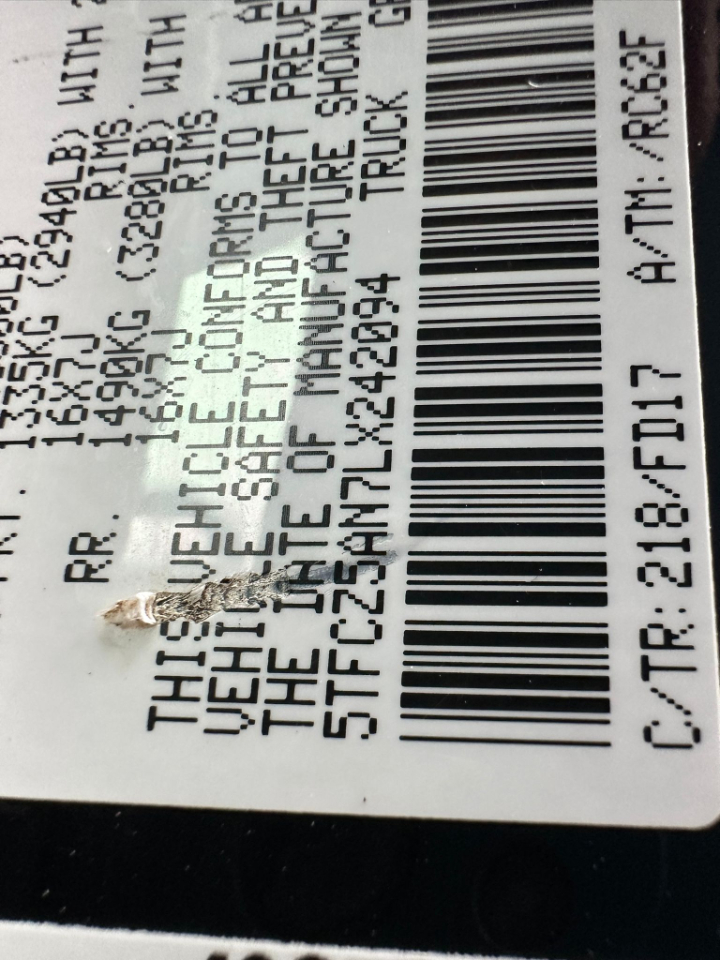 1335KG (2940LB) WITH
16X7J RIMS.
RR. 1490KG (3280LB) WITH
16X7J RIMS.
THIS VEHICLE CONFORMS TO ALL
VEHICLE SAFETY AND THEFT PREVE
THE DATE OF MANUFACTURE SHOWN
5TFCZ5AN7LX242094 TRUCK
C/TR:218/FD17 A/TM:/RC62F